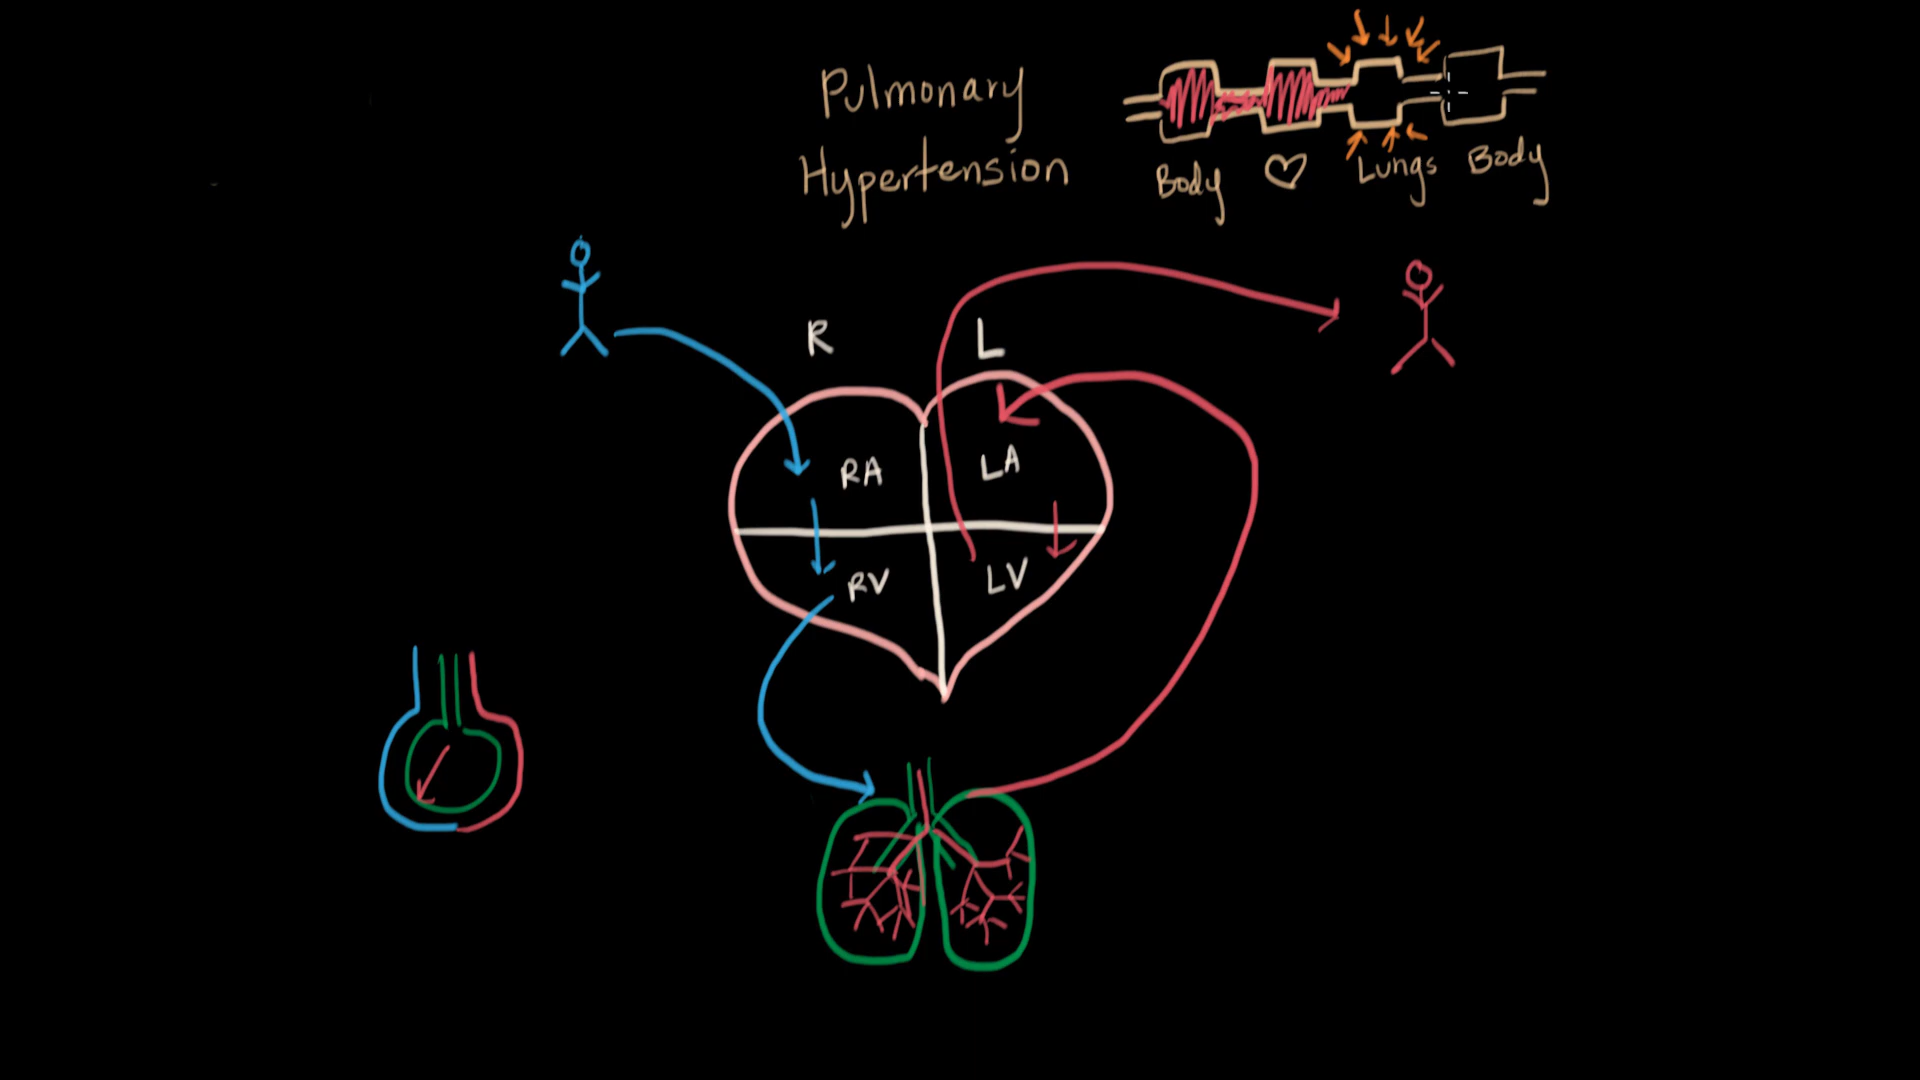 Pulmonary
Hypertension
Body ♡ Lungs Body
R L
RA LA
RV LV